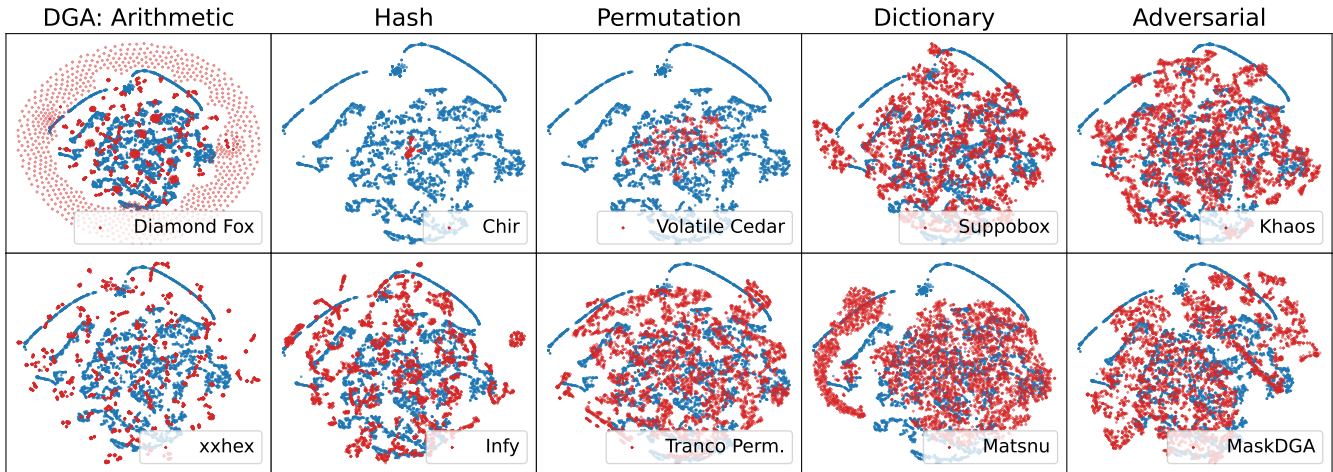 DGA: Arithmetic
Hash
Permutation
Dictionary
Adversarial
Diamond Fox
Chir
Volatile Cedar
Suppobox
Khaos
xxhex
Infy
Tranco Perm.
Matsnu
MaskDGA